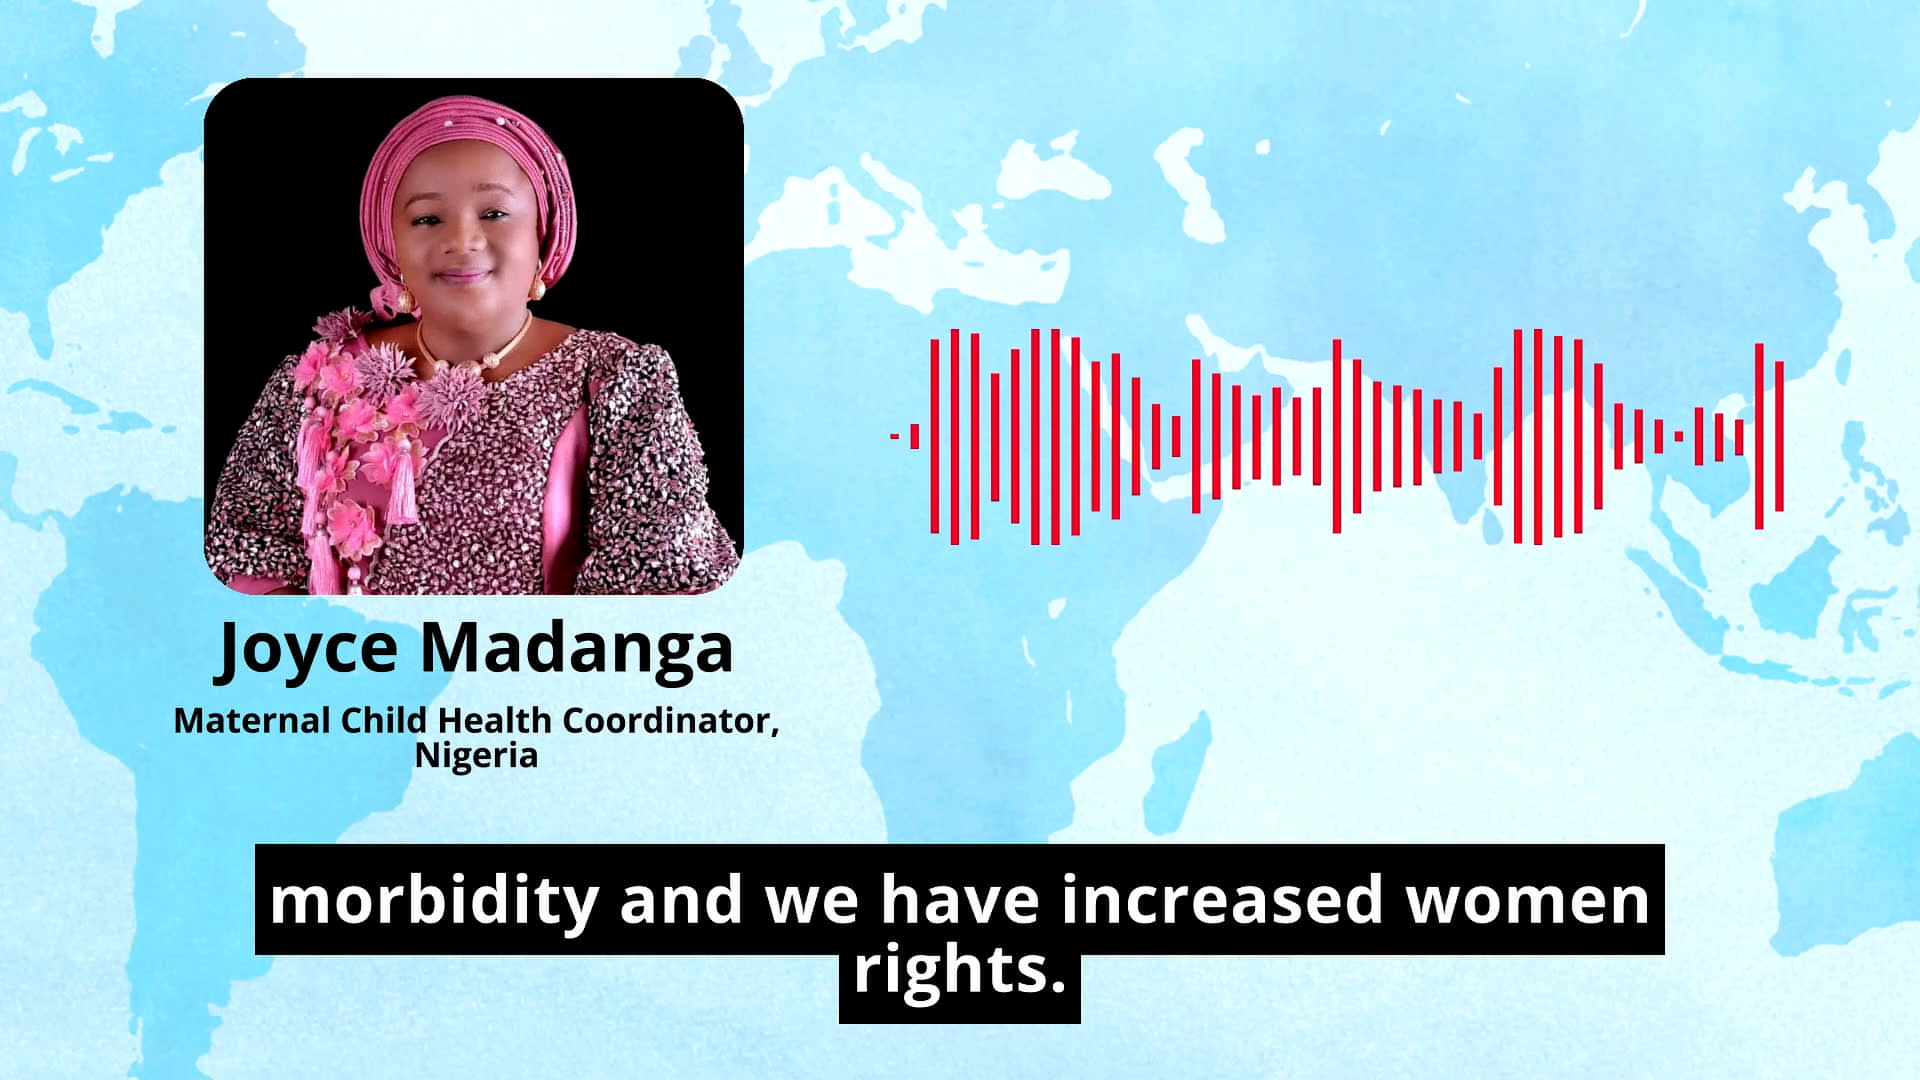 Joyce Madanga
Maternal Child Health Coordinator,
Nigeria
morbidity and we have increased women
rights.